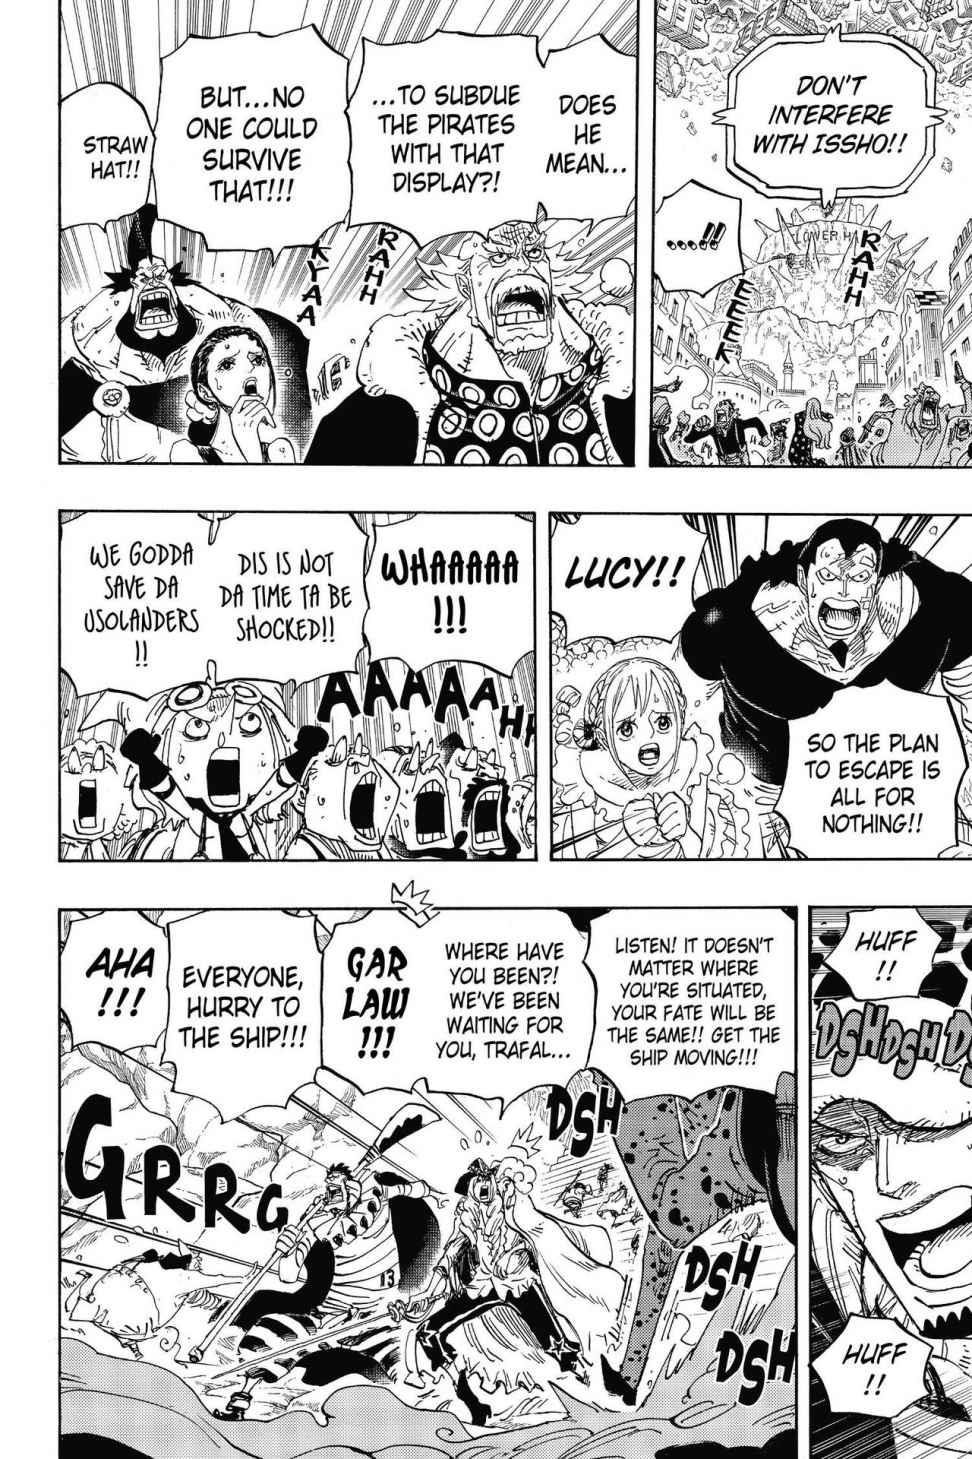 DON'T
INTERFERE
WITH ISSHO!!
...!!
LOWER HA
RAHH
EEEK
DOES
HE
MEAN...
...TO SUBDUE
THE PIRATES
WITH THAT
DISPLAY?!
BUT...NO
ONE COULD
SURVIVE
THAT!!!
STRAW
HAT!!
RAHH
KYAA
LUCY!!
SO THE PLAN
TO ESCAPE IS
ALL FOR
NOTHING!!
WHAAAAA
!!!
DIS IS NOT
DA TIME TA BE
SHOCKED!!
WE GODDA
SAVE DA
USOLANDERS
!!
AAAAAHH
HUFF
!!
DSHDSHD
HUFF
!!
LISTEN! IT DOESN'T
MATTER WHERE
YOU'RE SITUATED,
YOUR FATE WILL BE
THE SAME!! GET THE
SHIP MOVING!!!
WHERE HAVE
YOU BEEN?!
WE'VE BEEN
WAITING FOR
YOU, TRAFAL...
GAR
LAW
!!!
EVERYONE,
HURRY TO
THE SHIP!!!
AHA
!!!
DSH
GRRRG
13
DSH
DSH